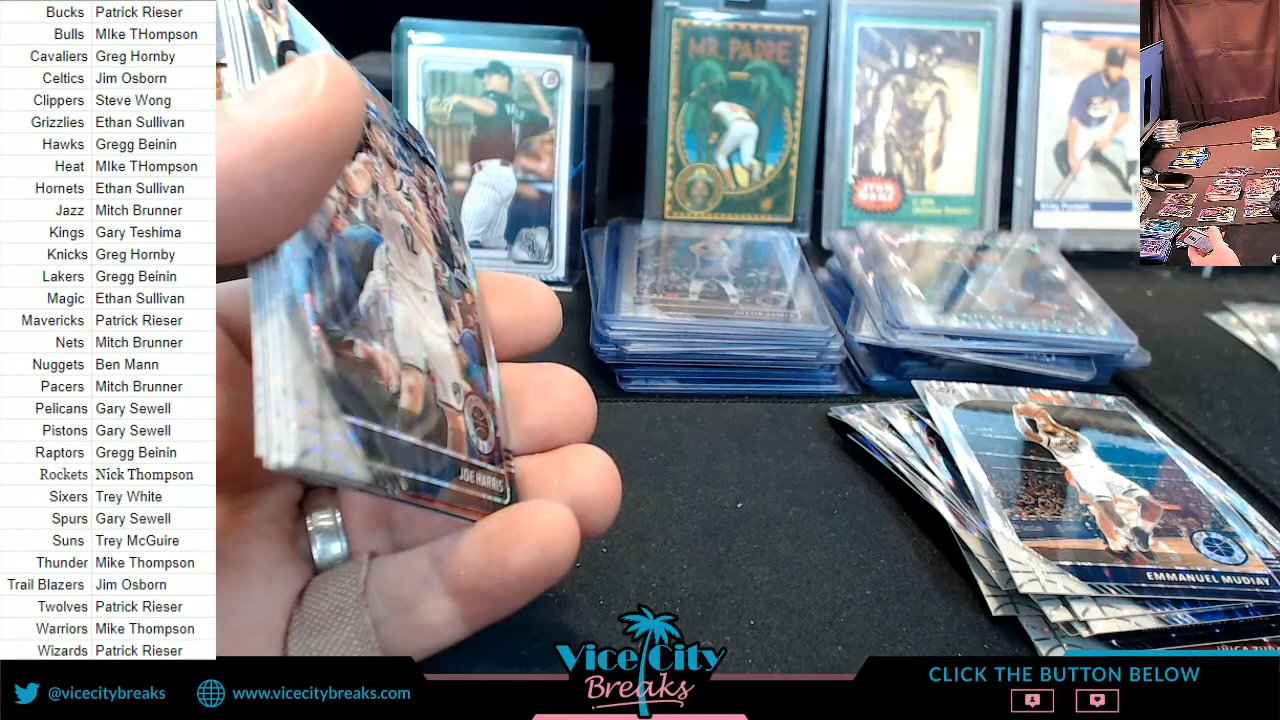 Bucks Patrick Rieser
Bulls MIke THompson
Cavaliers Greg Hornby
Celtics Jim Osborn
Clippers Steve Wong
Grizzlies Ethan Sullivan
Hawks Gregg Beinin
Heat MIke THompson
Hornets Ethan Sullivan
Jazz Mitch Brunner
Kings Gary Teshima
Knicks Greg Hornby
Lakers Gregg Beinin
Magic Ethan Sullivan
Mavericks Patrick Rieser
Nets Mitch Brunner
Nuggets Ben Mann
Pacers Mitch Brunner
Pelicans Gary Sewell
Pistons Gary Sewell
Raptors Gregg Beinin
Rockets Nick Thompson
Sixers Trey White
Spurs Gary Sewell
Suns Trey McGuire
Thunder Mike Thompson
Trail Blazers Jim Osborn
Twolves Patrick Rieser
Warriors Mike Thompson
Wizards Patrick Rieser
MR. PADRE
STAR WARS
JUSTIN JAMES
12
JOE HARRIS
EMMANUEL MUDIAY
Vice City
Breaks
@vicecitybreaks
www.vicecitybreaks.com
CLICK THE BUTTON BELOW